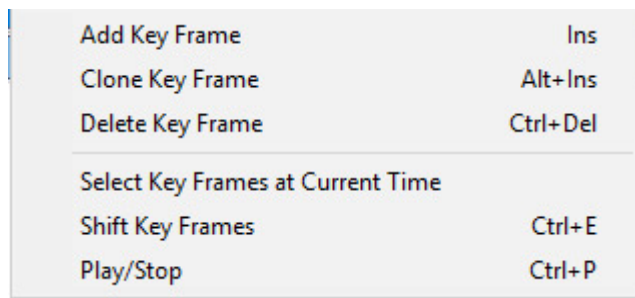 Add Key Frame Ins
Clone Key Frame Alt+Ins
Delete Key Frame Ctrl+Del
Select Key Frames at Current Time
Shift Key Frames Ctrl+E
Play/Stop Ctrl+P